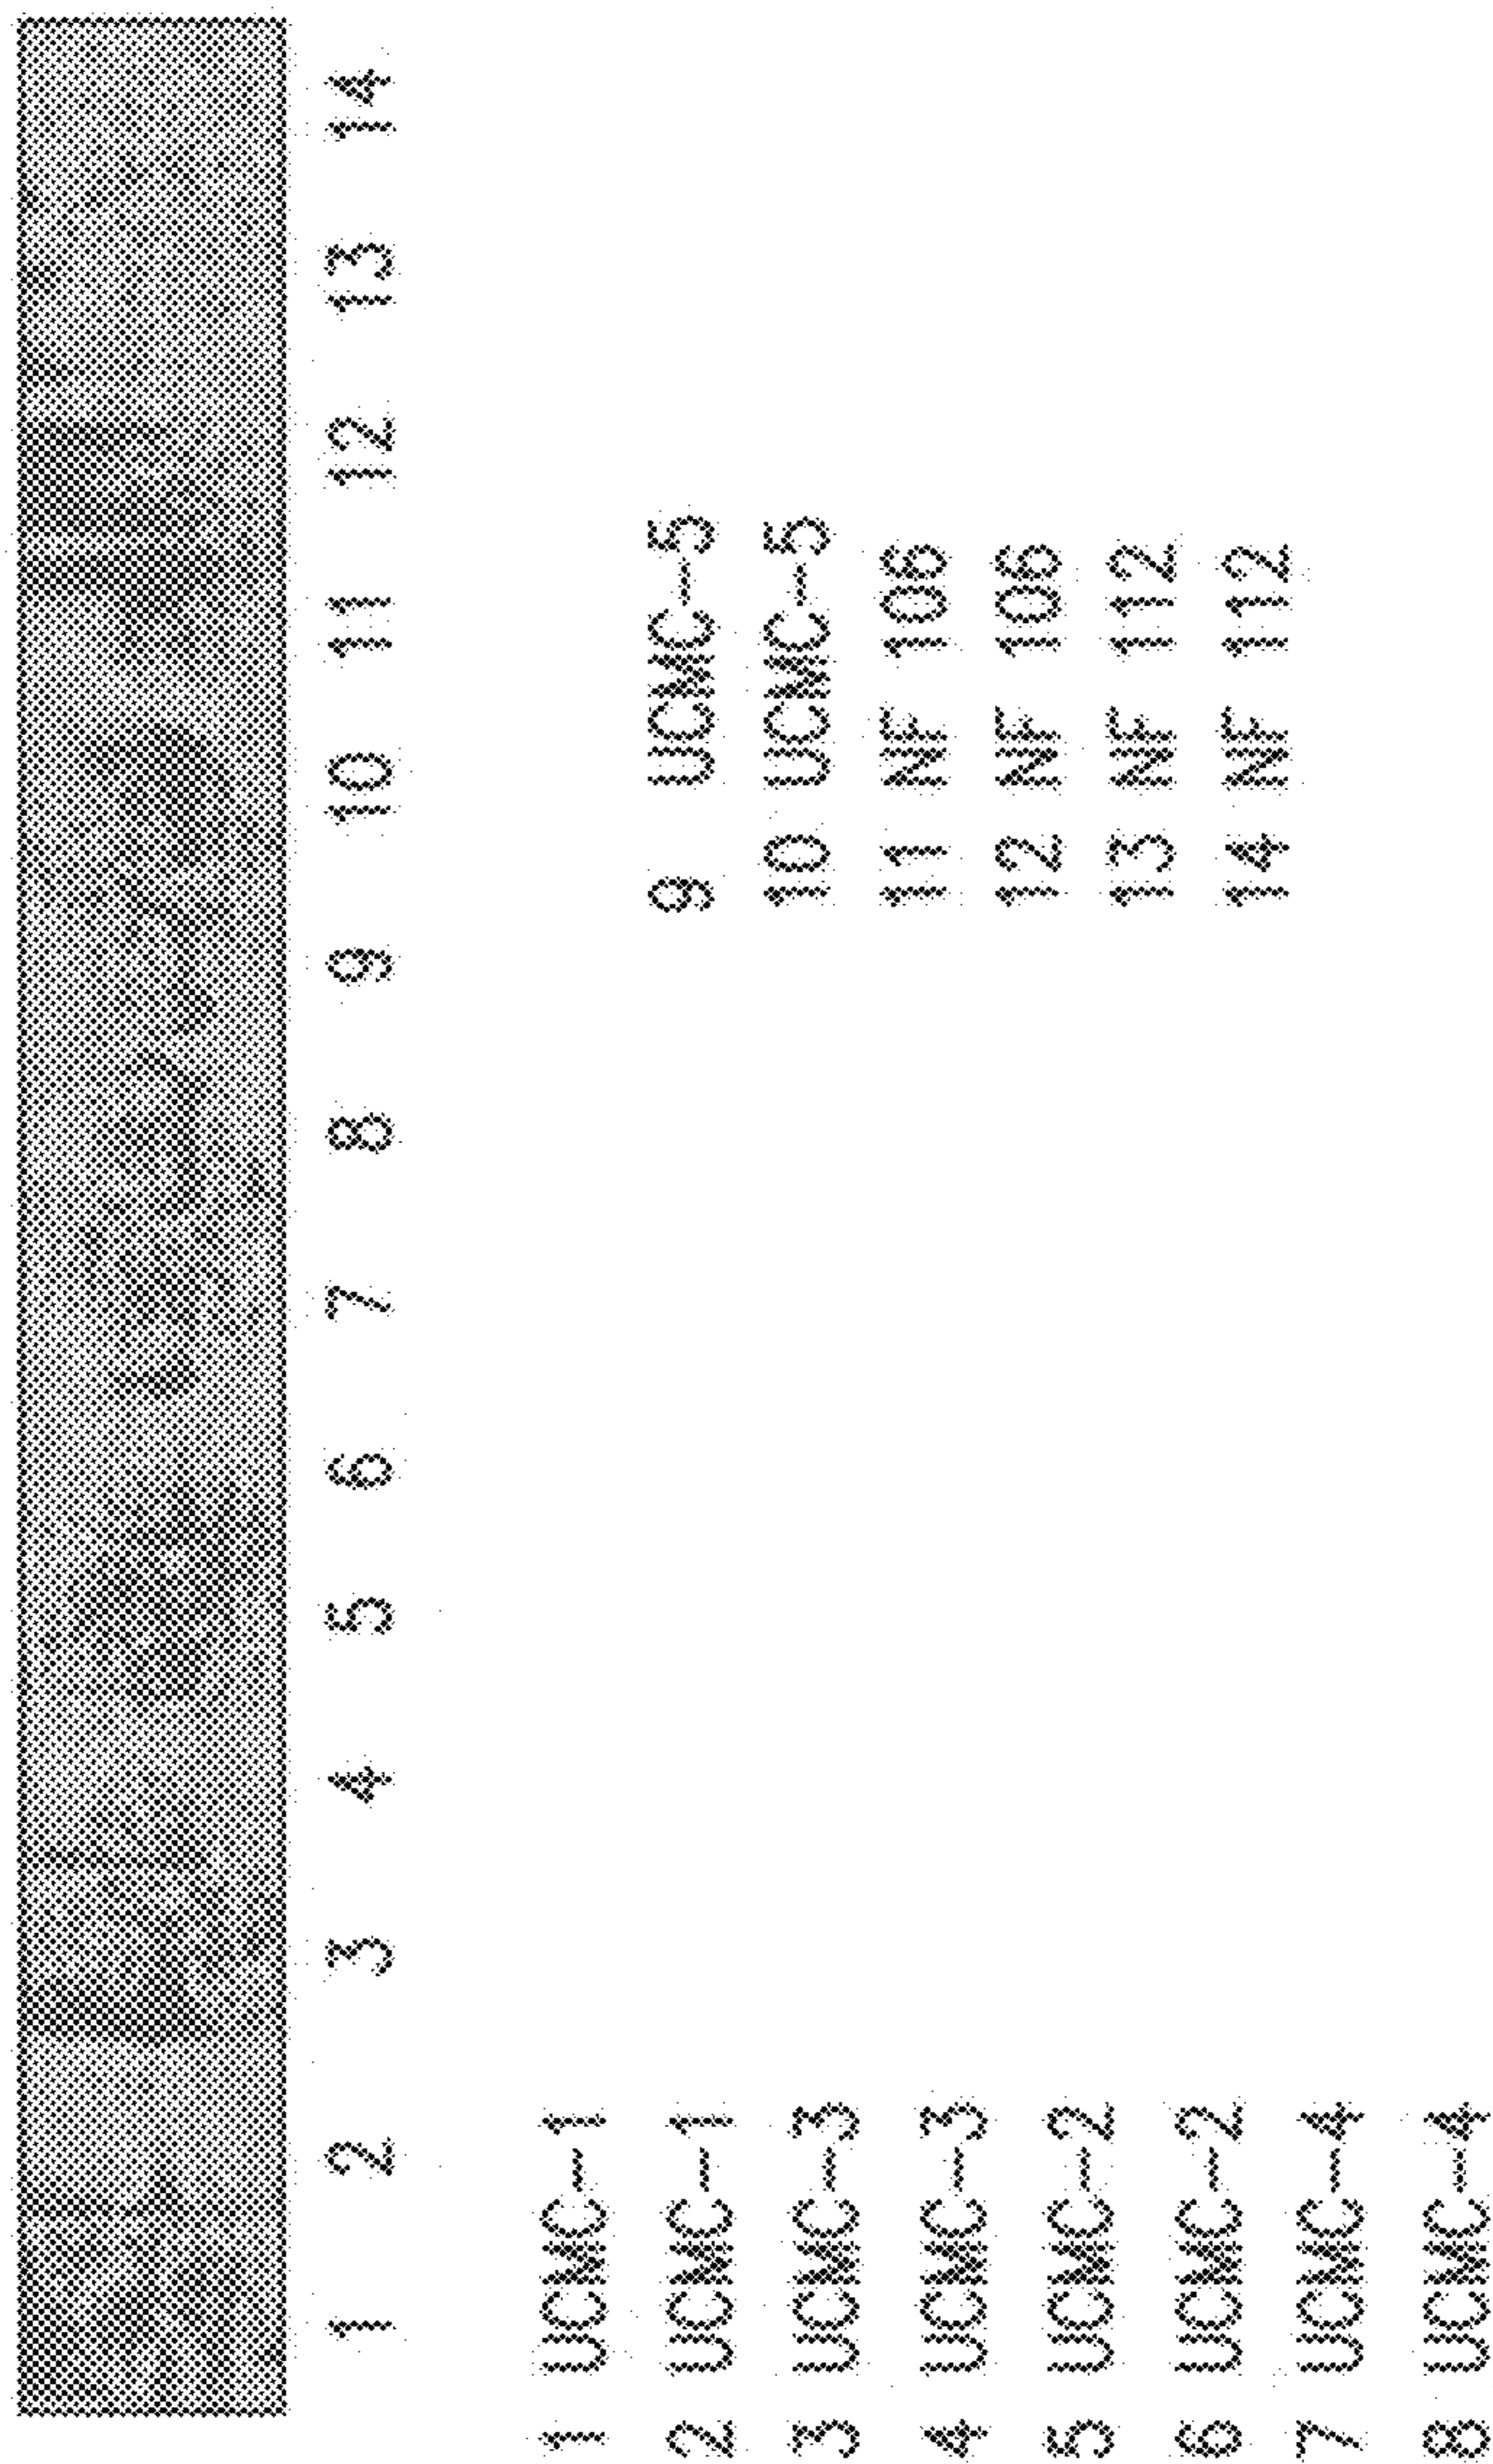 1 2 3 4 5 6 7 8 9 10 11 12 13 14
1 UCMC-1
2 UCMC-1
3 UCMC-3
4 UCMC-3
5 UCMC-2
6 UCMC-2
7 UCMC-4
8 UCMC-4
9 UCMC-5
10 UCMC-5
11 NF 106
12 NF 106
13 NF 112
14 NF 112